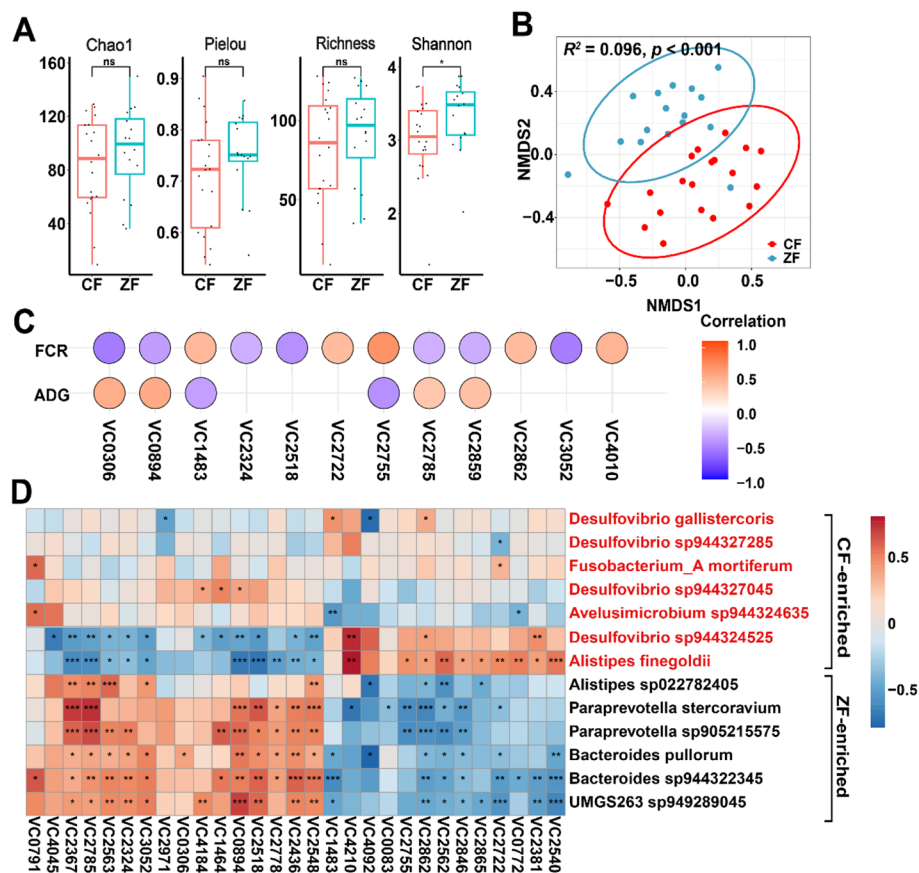 A
Chao1
Pielou
Richness
Shannon
ns
ns
ns
*
160
120
80
40
0.9
0.8
0.7
0.6
100
50
4
3
2
CF ZF
CF ZF
CF ZF
CF ZF
B
R² = 0.096, p < 0.001
NMDS2
0.4
0.0
−0.4
−0.5 0.0 0.5
NMDS1
CF
ZF
C
FCR
ADG
VC0306
VC0894
VC1483
VC2324
VC2518
VC2722
VC2755
VC2785
VC2859
VC2862
VC3052
VC4010
Correlation
1.0
0.5
0.0
−0.5
−1.0
D
Desulfovibrio gallistercoris
Desulfovibrio sp944327285
Fusobacterium_A mortiferum
Desulfovibrio sp944327045
Avelusimicrobium sp944324635
Desulfovibrio sp944324525
Alistipes finegoldii
Alistipes sp022782405
Paraprevotella stercoravium
Paraprevotella sp905215575
Bacteroides pullorum
Bacteroides sp944322345
UMGS263 sp949289045
CF-enriched
ZF-enriched
0.5
0
−0.5
VC0791
VC4045
VC2367
VC2785
VC2563
VC2324
VC3052
VC2971
VC0306
VC4184
VC1464
VC0894
VC2518
VC2778
VC2436
VC2548
VC1483
VC4210
VC4092
VC0083
VC2755
VC2862
VC2562
VC2846
VC2865
VC2722
VC0772
VC2381
VC2540